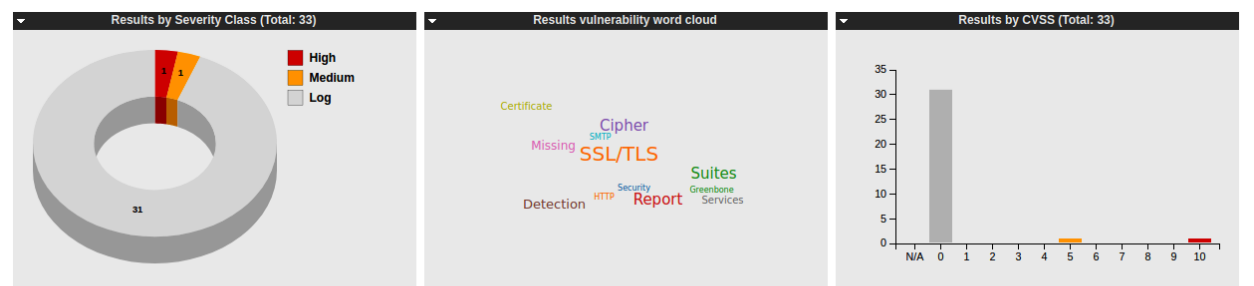 Results by Severity Class (Total: 33)
1
1
31
High
Medium
Log
Results vulnerability word cloud
Certificate
Cipher
SMTP
Missing
SSL/TLS
Suites
Security
Greenbone
HTTP
Report
Services
Detection
Results by CVSS (Total: 33)
35
30
25
20
15
10
5
0
N/A 0 1 2 3 4 5 6 7 8 9 10